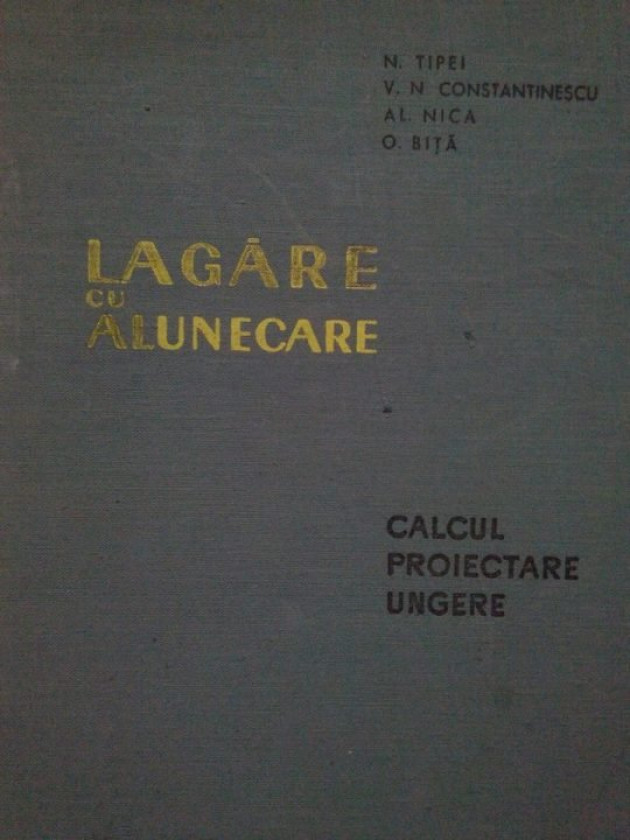 N. TIPEI
V. N CONSTANTINESCU
AL. NICA
O. BIȚĂ
LAGĂRE
CU
ALUNECARE
CALCUL
PROIECTARE
UNGERE